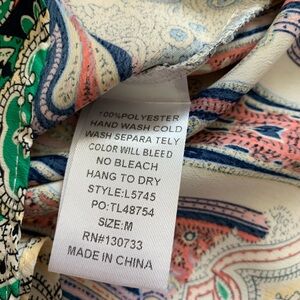 100%POLYESTER
HAND WASH COLD
WASH SEPARA TELY
COLOR WILL BLEED
NO BLEACH
HANG TO DRY
STYLE:L5745
PO:TL48754
SIZE:M
RN#130733
MADE IN CHINA